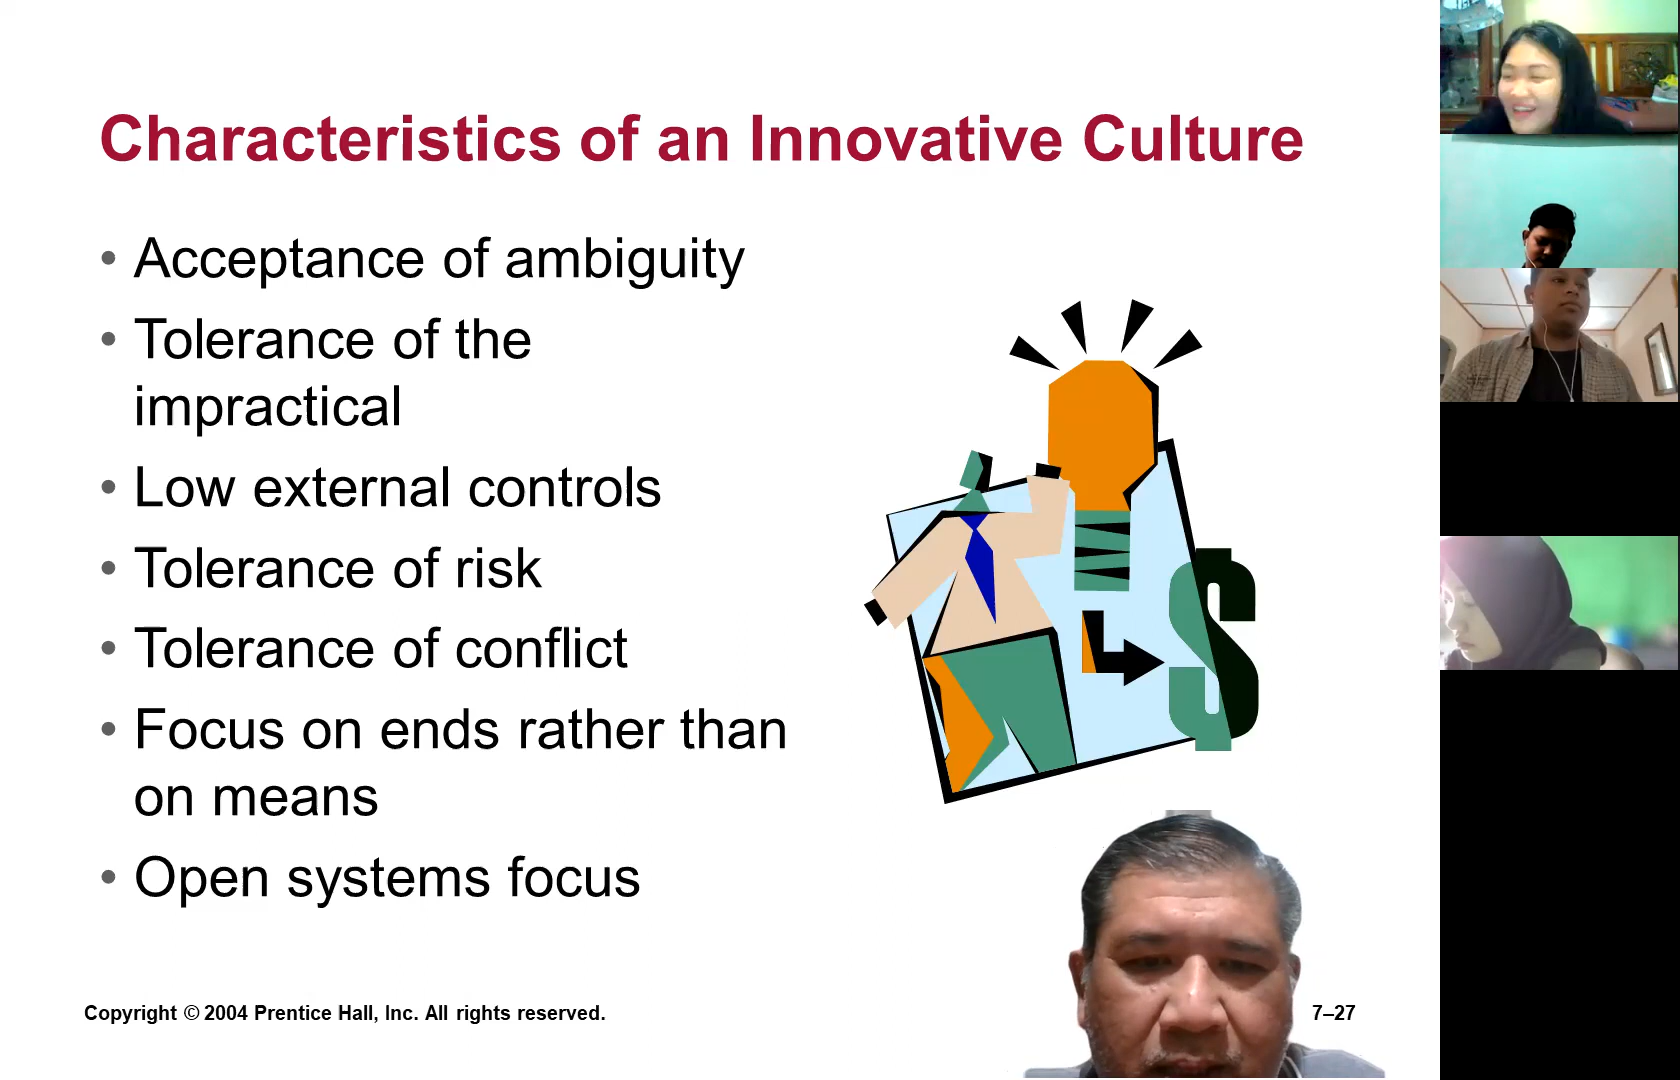 Characteristics of an Innovative Culture
• Acceptance of ambiguity
• Tolerance of the
impractical
• Low external controls
• Tolerance of risk
• Tolerance of conflict
• Focus on ends rather than
on means
• Open systems focus
$
Copyright © 2004 Prentice Hall, Inc. All rights reserved.
7–27